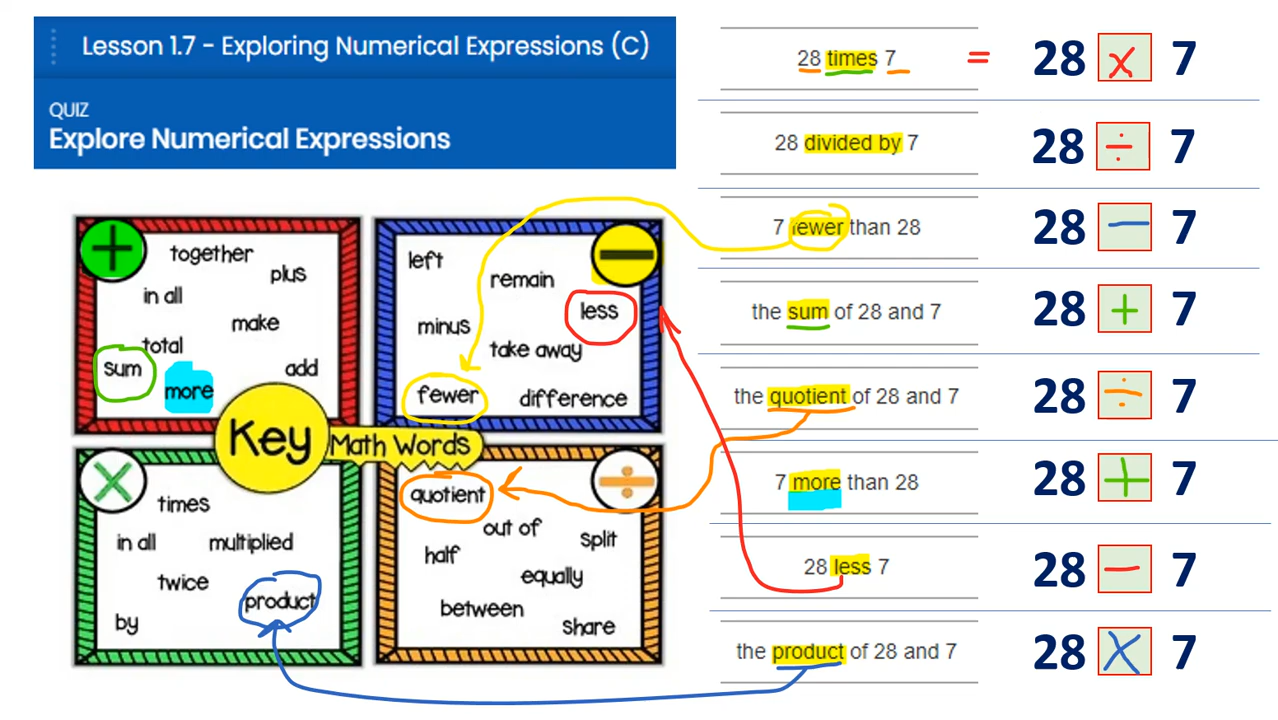 Lesson 1.7 - Exploring Numerical Expressions (C)
QUIZ
Explore Numerical Expressions
+
together
plus
in all
make
total
sum
add
more
−
left
remain
less
minus
take away
fewer
difference
Key
Math Words
×
times
in all
multiplied
twice
product
by
÷
quotient
out of
split
half
equally
between
share
28 times 7 = 28 × 7
28 divided by 7 28 ÷ 7
7 fewer than 28 28 − 7
the sum of 28 and 7 28 + 7
the quotient of 28 and 7 28 ÷ 7
7 more than 28 28 + 7
28 less 7 28 − 7
the product of 28 and 7 28 × 7